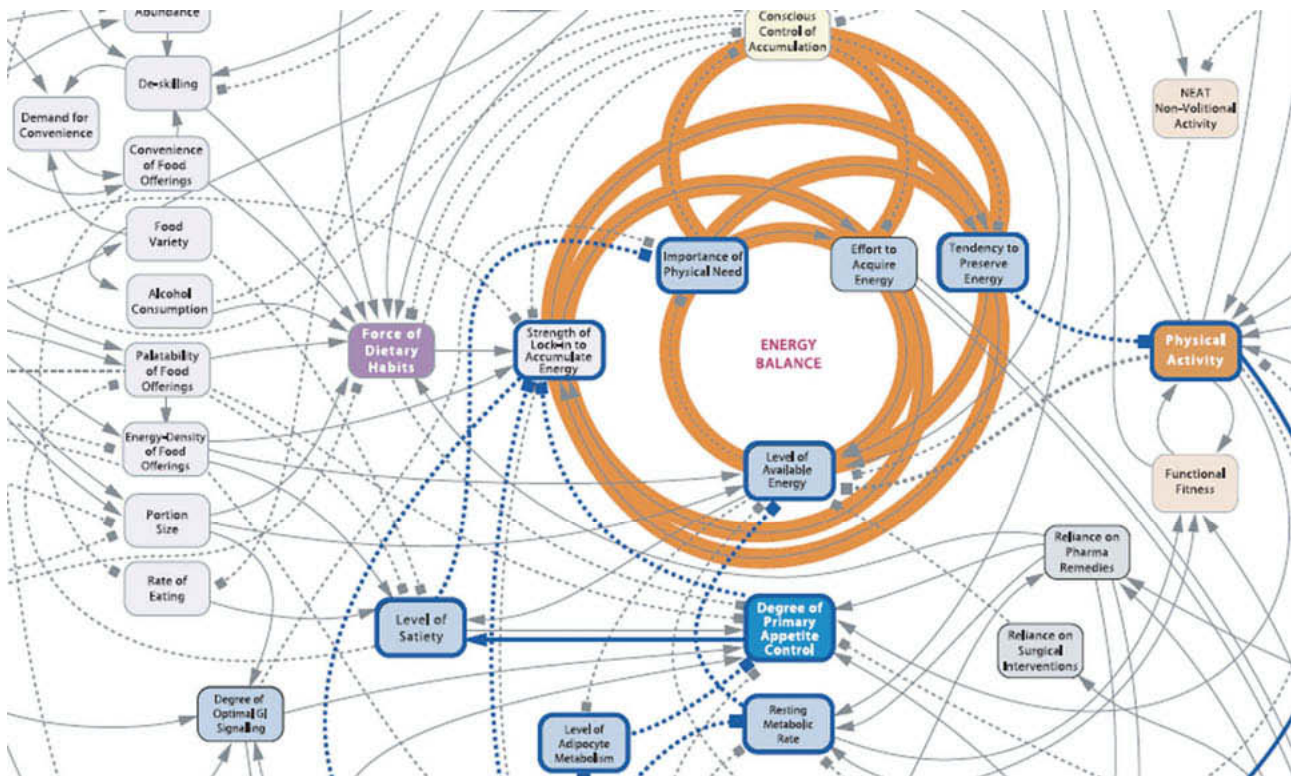 Abundance
De-skilling
Demand for
Convenience
Convenience
of Food
Offerings
Food
Variety
Alcohol
Consumption
Palatability
of Food
Offerings
Energy-Density
of Food
Offerings
Portion
Size
Rate of
Eating
Force of
Dietary
Habits
Conscious
Control of
Accumulation
Importance of
Physical Need
Effort to
Acquire
Energy
Tendency to
Preserve
Energy
Strength of
Lock-in to
Accumulate
Energy
ENERGY
BALANCE
Level of
Available
Energy
NEAT
Non-Volitional
Activity
Physical
Activity
Functional
Fitness
Reliance on
Pharma
Remedies
Reliance on
Surgical
Interventions
Level of
Satiety
Degree of
Primary
Appetite
Control
Degree of
Optimal GI
Signalling
Level of
Adipocyte
Metabolism
Resting
Metabolic
Rate